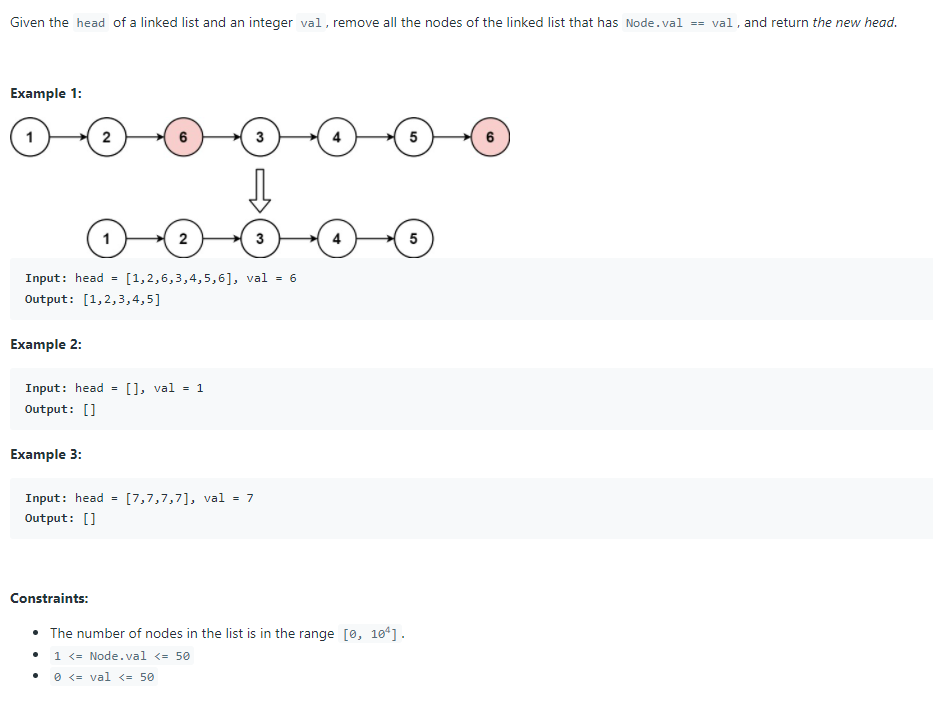 Given the head of a linked list and an integer val, remove all the nodes of the linked list that has Node.val == val, and return the new head.
Example 1:
1 2 6 3 4 5 6
1 2 3 4 5
Input: head = [1,2,6,3,4,5,6], val = 6
Output: [1,2,3,4,5]
Example 2:
Input: head = [], val = 1
Output: []
Example 3:
Input: head = [7,7,7,7], val = 7
Output: []
Constraints:
• The number of nodes in the list is in the range [0, 10⁴].
• 1 <= Node.val <= 50
• 0 <= val <= 50